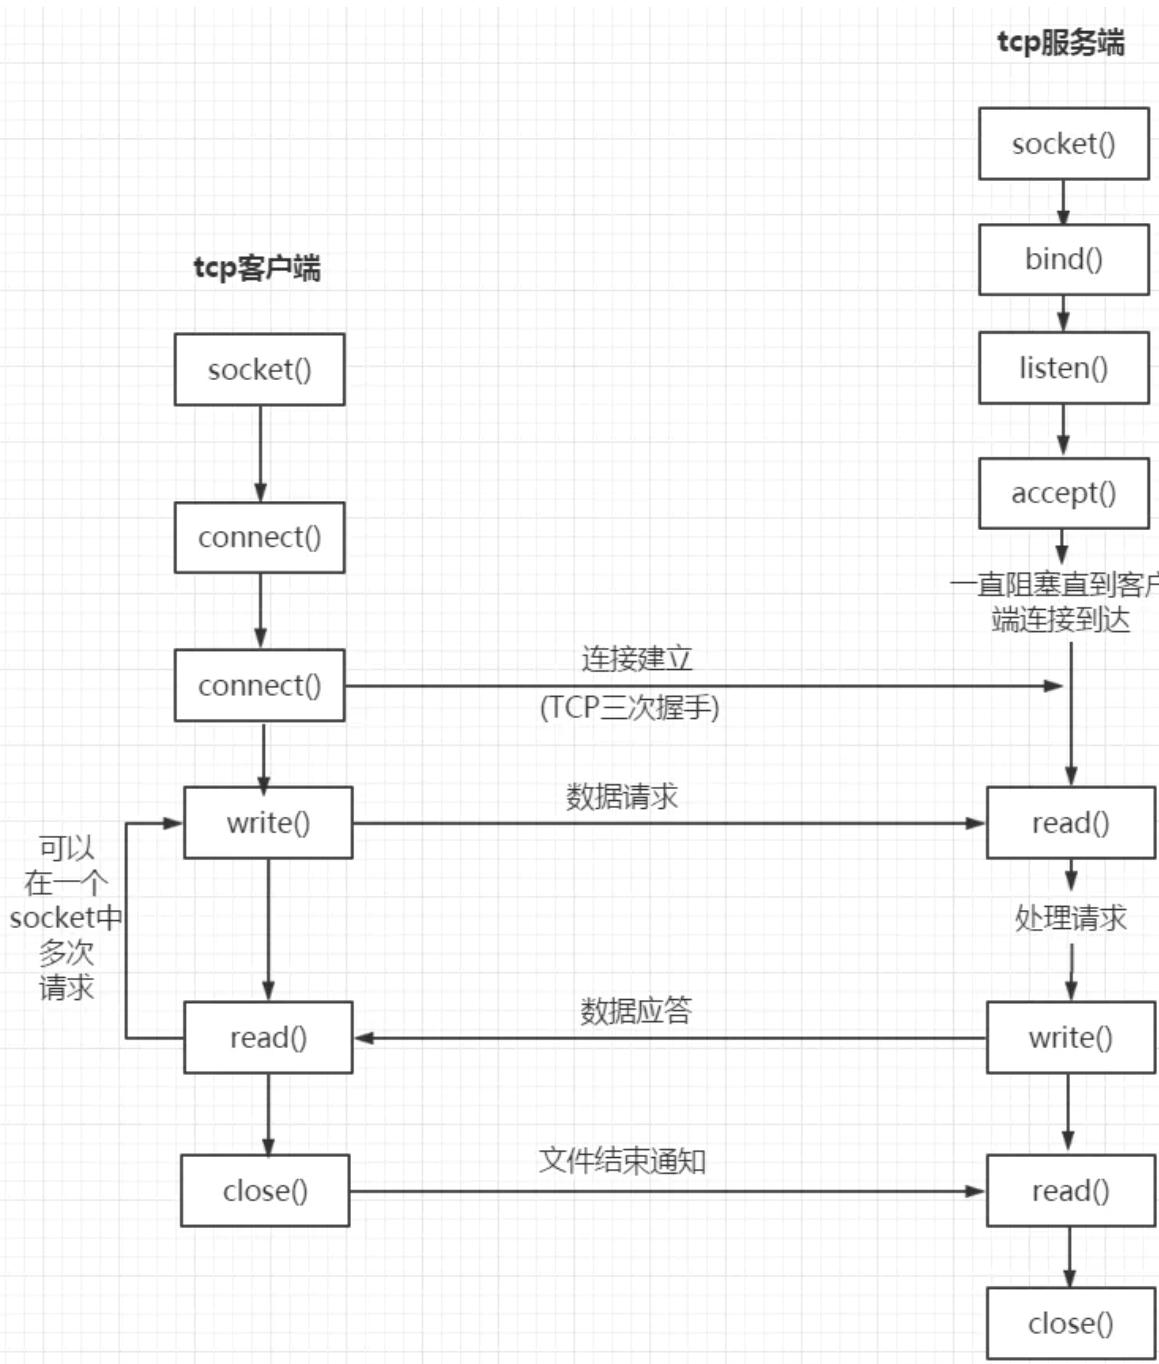 tcp服务端
socket()
bind()
listen()
accept()
一直阻塞直到客户
端连接到达
tcp客户端
socket()
connect()
connect()
连接建立
(TCP三次握手)
write()
数据请求
read()
可以
在一个
socket中
多次
请求
处理请求
read()
数据应答
write()
close()
文件结束通知
read()
close()